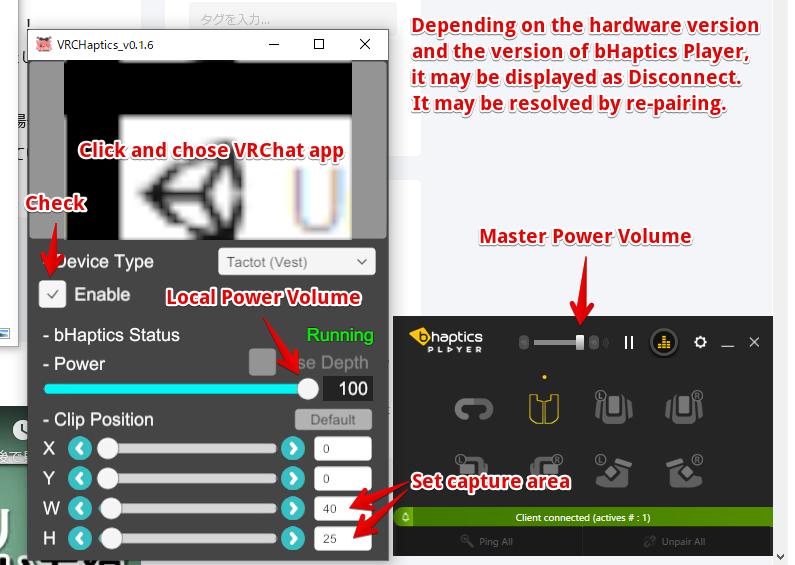 タグを入力...
Depending on the hardware version
and the version of bHaptics Player,
it may be displayed as Disconnect.
It may be resolved by re-pairing.
VRCHaptics_v0.1.6
Click and chose VRChat app
U
Check
Device Type
Tactot (Vest)
Enable
Local Power Volume
- bHaptics Status
Running
- Power
se Depth
100
- Clip Position
Default
X
0
Y
0
W
40
H
25
Set capture area
Master Power Volume
bhaptics
PLAYER
L
R
L
R
L
R
Client connected (actives # : 1)
Ping All
Unpair All